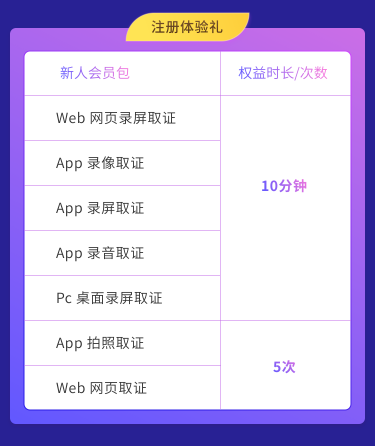 注册体验礼
新人会员包 权益时长/次数
Web 网页录屏取证
App 录像取证
App 录屏取证
10分钟
App 录音取证
Pc 桌面录屏取证
App 拍照取证
5次
Web 网页取证